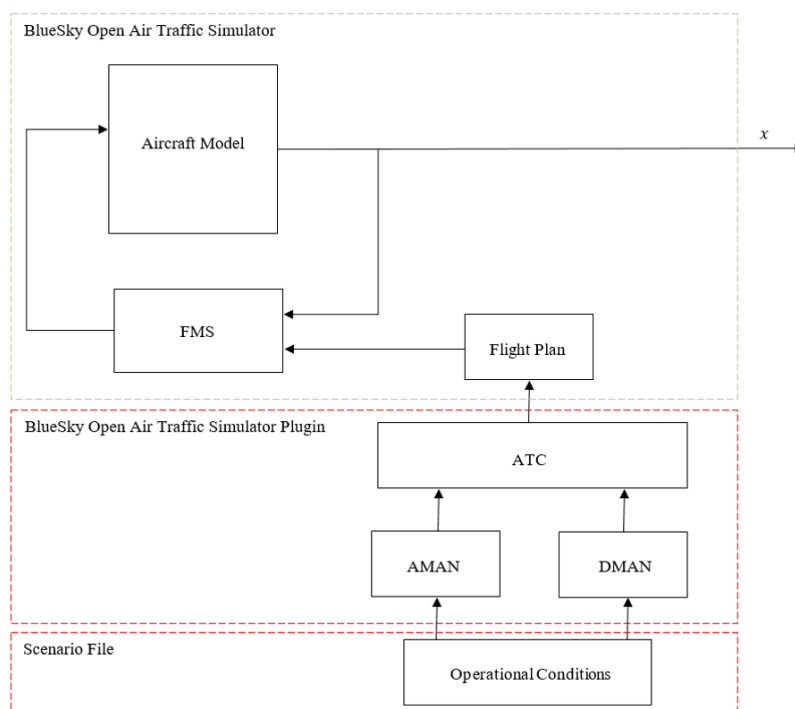 BlueSky Open Air Traffic Simulator
x
Aircraft Model
FMS
Flight Plan
BlueSky Open Air Traffic Simulator Plugin
ATC
AMAN
DMAN
Scenario File
Operational Conditions